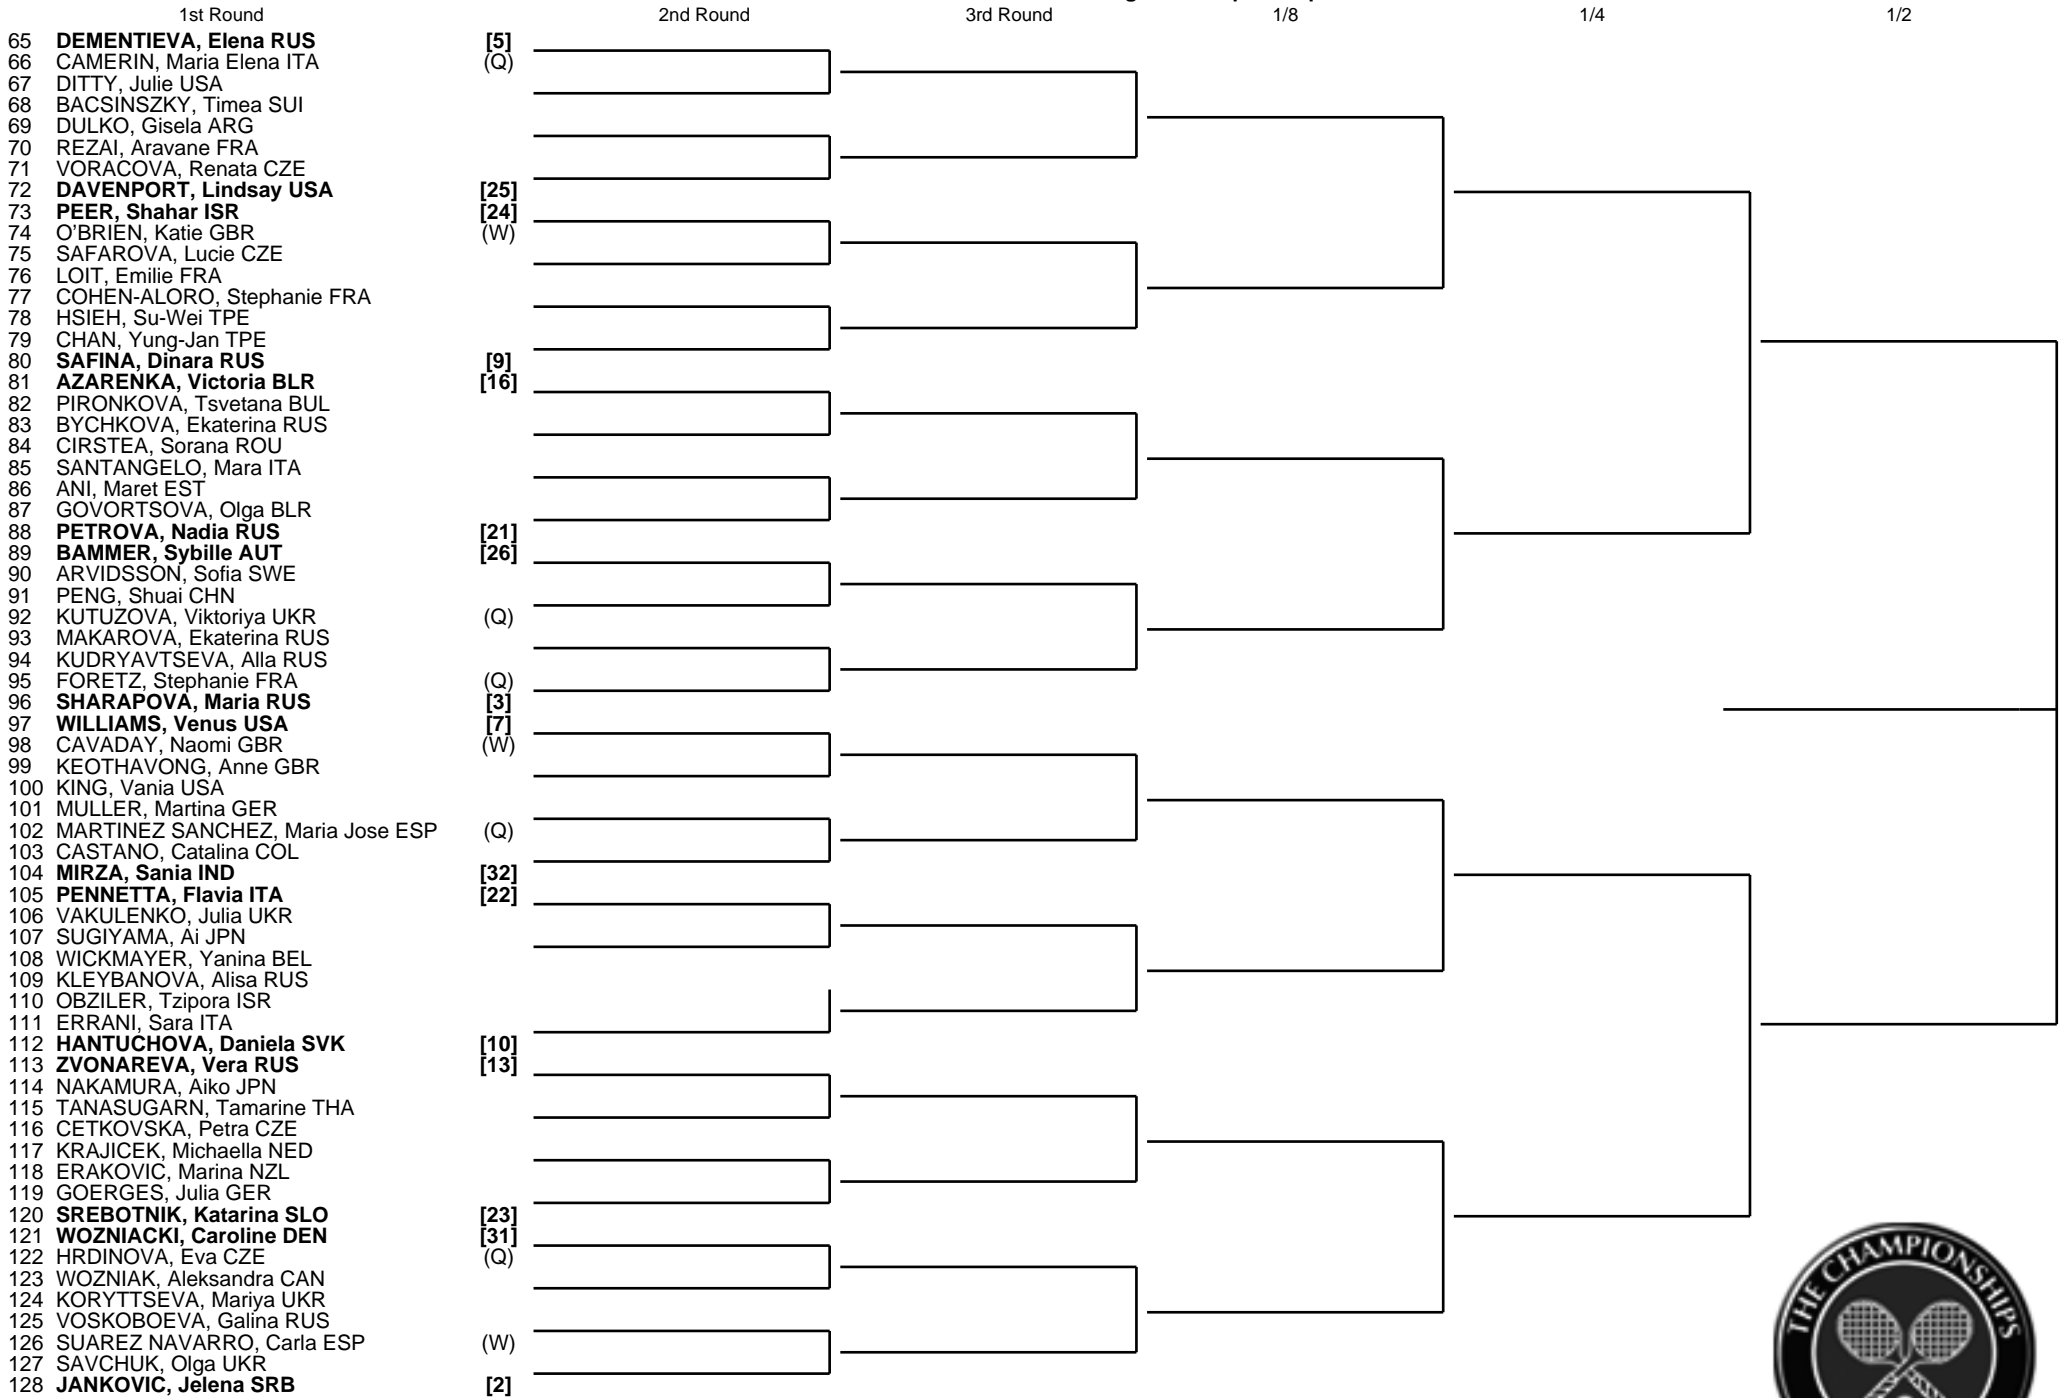 1st Round 2nd Round 3rd Round 1/8 1/4 1/2
65 DEMENTIEVA, Elena RUS [5]
66 CAMERIN, Maria Elena ITA (Q)
67 DITTY, Julie USA
68 BACSINSZKY, Timea SUI
69 DULKO, Gisela ARG
70 REZAI, Aravane FRA
71 VORACOVA, Renata CZE
72 DAVENPORT, Lindsay USA [25]
73 PEER, Shahar ISR [24]
74 O'BRIEN, Katie GBR (W)
75 SAFAROVA, Lucie CZE
76 LOIT, Emilie FRA
77 COHEN-ALORO, Stephanie FRA
78 HSIEH, Su-Wei TPE
79 CHAN, Yung-Jan TPE
80 SAFINA, Dinara RUS [9]
81 AZARENKA, Victoria BLR [16]
82 PIRONKOVA, Tsvetana BUL
83 BYCHKOVA, Ekaterina RUS
84 CIRSTEA, Sorana ROU
85 SANTANGELO, Mara ITA
86 ANI, Maret EST
87 GOVORTSOVA, Olga BLR
88 PETROVA, Nadia RUS [21]
89 BAMMER, Sybille AUT [26]
90 ARVIDSSON, Sofia SWE
91 PENG, Shuai CHN
92 KUTUZOVA, Viktoriya UKR (Q)
93 MAKAROVA, Ekaterina RUS
94 KUDRYAVTSEVA, Alla RUS
95 FORETZ, Stephanie FRA (Q)
96 SHARAPOVA, Maria RUS [3]
97 WILLIAMS, Venus USA [7]
98 CAVADAY, Naomi GBR (W)
99 KEOTHAVONG, Anne GBR
100 KING, Vania USA
101 MULLER, Martina GER
102 MARTINEZ SANCHEZ, Maria Jose ESP (Q)
103 CASTANO, Catalina COL
104 MIRZA, Sania IND [32]
105 PENNETTA, Flavia ITA [22]
106 VAKULENKO, Julia UKR
107 SUGIYAMA, Ai JPN
108 WICKMAYER, Yanina BEL
109 KLEYBANOVA, Alisa RUS
110 OBZILER, Tzipora ISR
111 ERRANI, Sara ITA
112 HANTUCHOVA, Daniela SVK [10]
113 ZVONAREVA, Vera RUS [13]
114 NAKAMURA, Aiko JPN
115 TANASUGARN, Tamarine THA
116 CETKOVSKA, Petra CZE
117 KRAJICEK, Michaella NED
118 ERAKOVIC, Marina NZL
119 GOERGES, Julia GER
120 SREBOTNIK, Katarina SLO [23]
121 WOZNIACKI, Caroline DEN [31]
122 HRDINOVA, Eva CZE (Q)
123 WOZNIAK, Aleksandra CAN
124 KORYTTSEVA, Mariya UKR
125 VOSKOBOEVA, Galina RUS
126 SUAREZ NAVARRO, Carla ESP (W)
127 SAVCHUK, Olga UKR
128 JANKOVIC, Jelena SRB [2]
THE CHAMPIONSHIPS